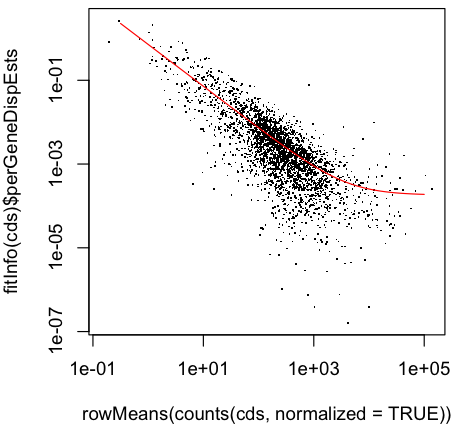 fitInfo(cds)$perGeneDispEsts
1e-01
1e-03
1e-05
1e-07
1e-01 1e+01 1e+03 1e+05
rowMeans(counts(cds, normalized = TRUE))